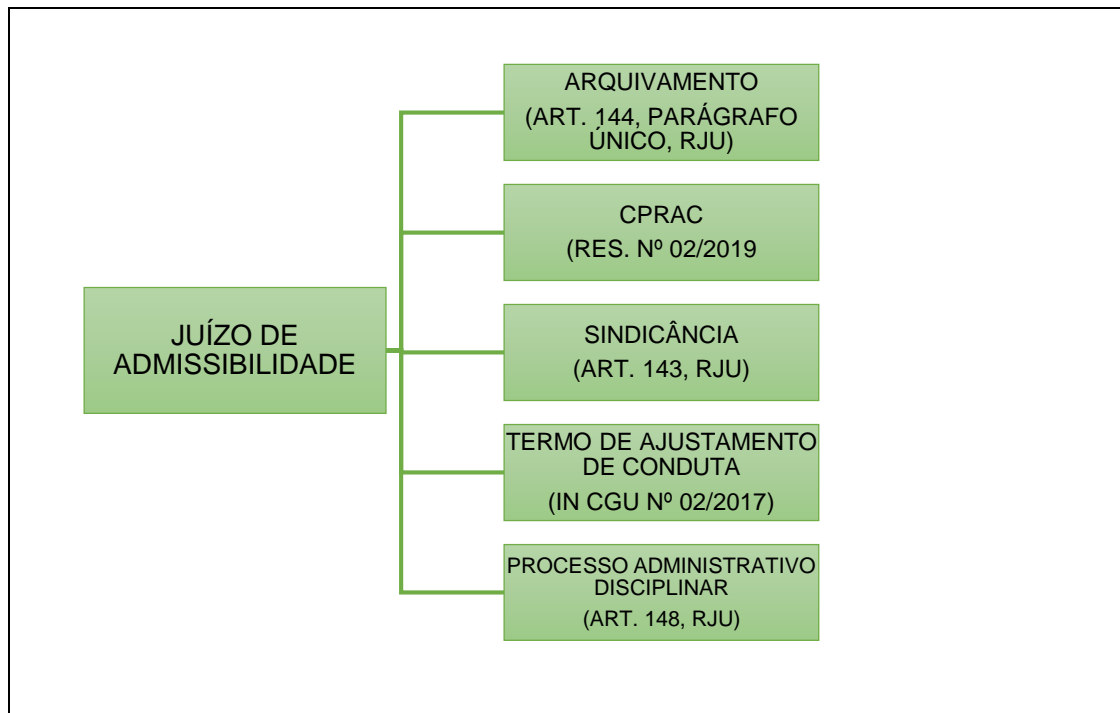 JUÍZO DE
ADMISSIBILIDADE
ARQUIVAMENTO
(ART. 144, PARÁGRAFO
ÚNICO, RJU)
CPRAC
(RES. Nº 02/2019
SINDICÂNCIA
(ART. 143, RJU)
TERMO DE AJUSTAMENTO
DE CONDUTA
(IN CGU Nº 02/2017)
PROCESSO ADMINISTRATIVO
DISCIPLINAR
(ART. 148, RJU)